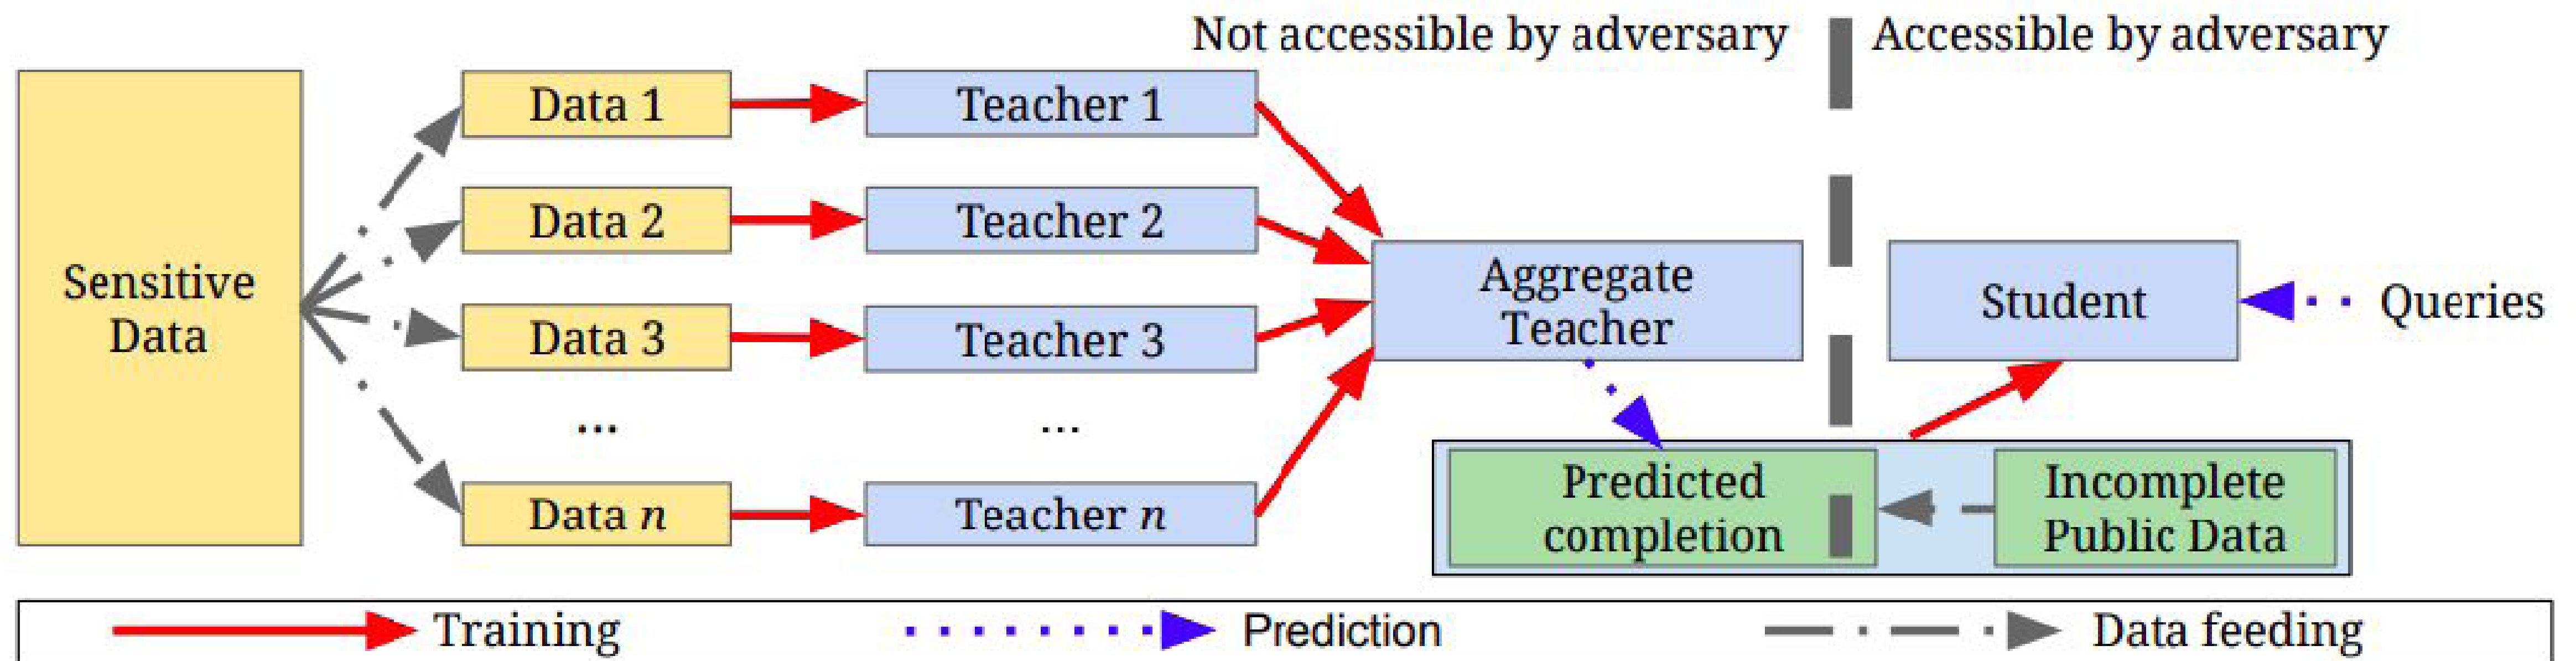 Not accessible by adversary
Accessible by adversary
Sensitive
Data
Data 1
Teacher 1
Data 2
Teacher 2
Data 3
Teacher 3
...
...
Data n
Teacher n
Aggregate
Teacher
Student
Queries
Predicted
completion
Incomplete
Public Data
Training
Prediction
Data feeding